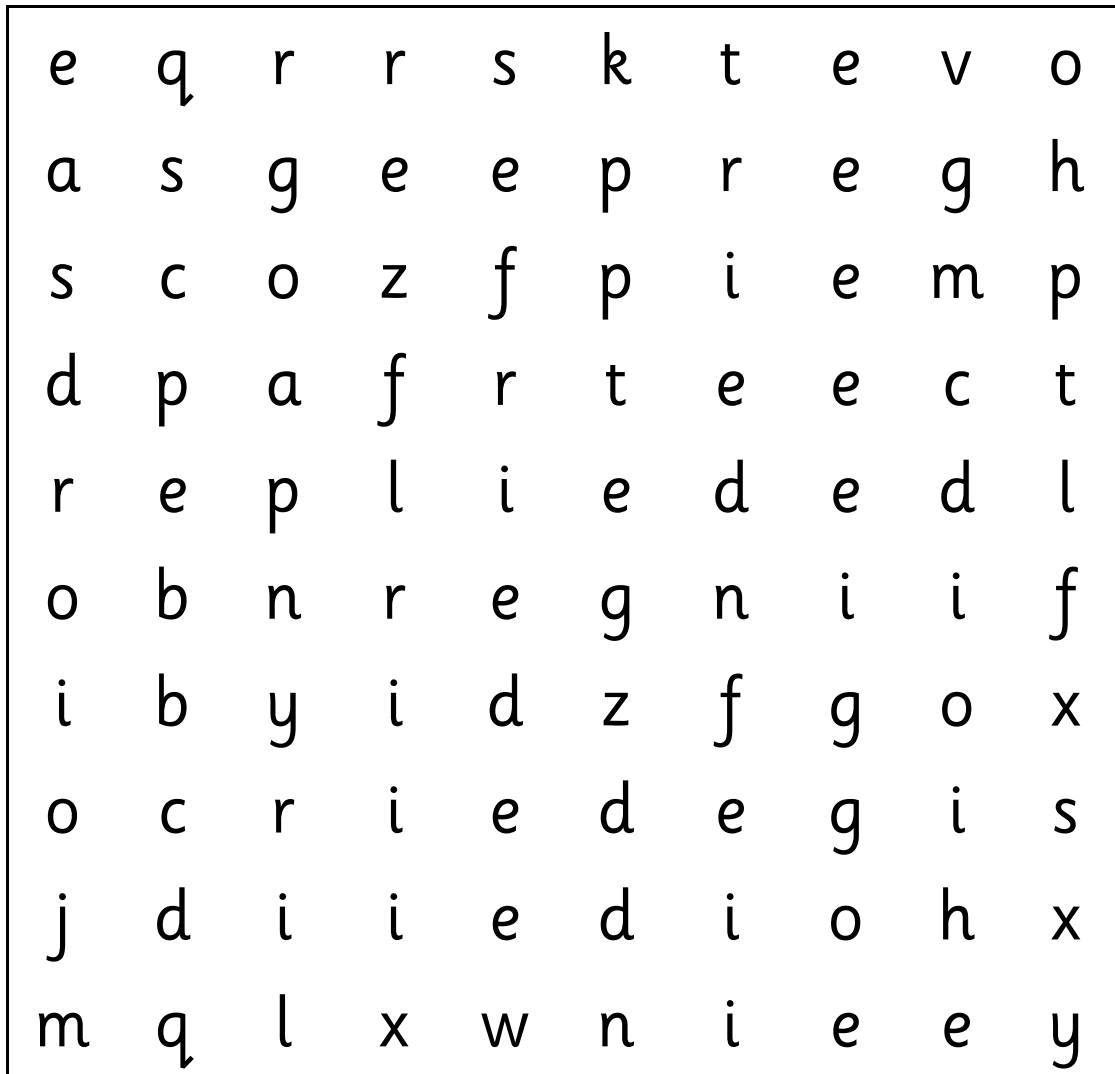 e q r r s k t e v o
a s g e e p r e g h
s c o z f p i e m p
d p a f r t e e c t
r e p l i e d e d l
o b n r e g n i i f
i b y i d z f g o x
o c r i e d e g i s
j d i i e d i o h x
m q l x w n i e e y